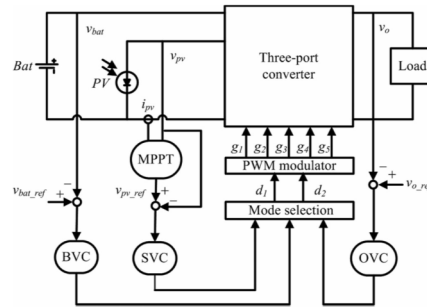 v_bat
v_o
Bat
PV
v_pv
Three-port
converter
Load
i_pv
MPPT
g_1 g_2 g_3 g_4 g_5
PWM modulator
v_bat_ref
v_pv_ref
d_1 d_2
v_o_re
Mode selection
BVC
SVC
OVC
+
−
+
−
−
+